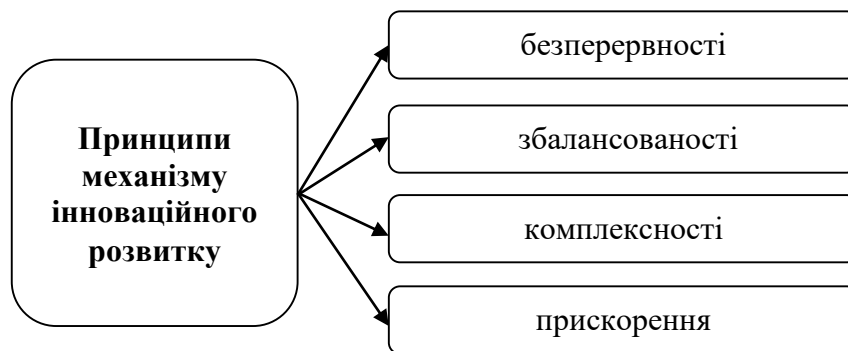 Принципи
механізму
інноваційного
розвитку
безперервності
збалансованості
комплексності
прискорення